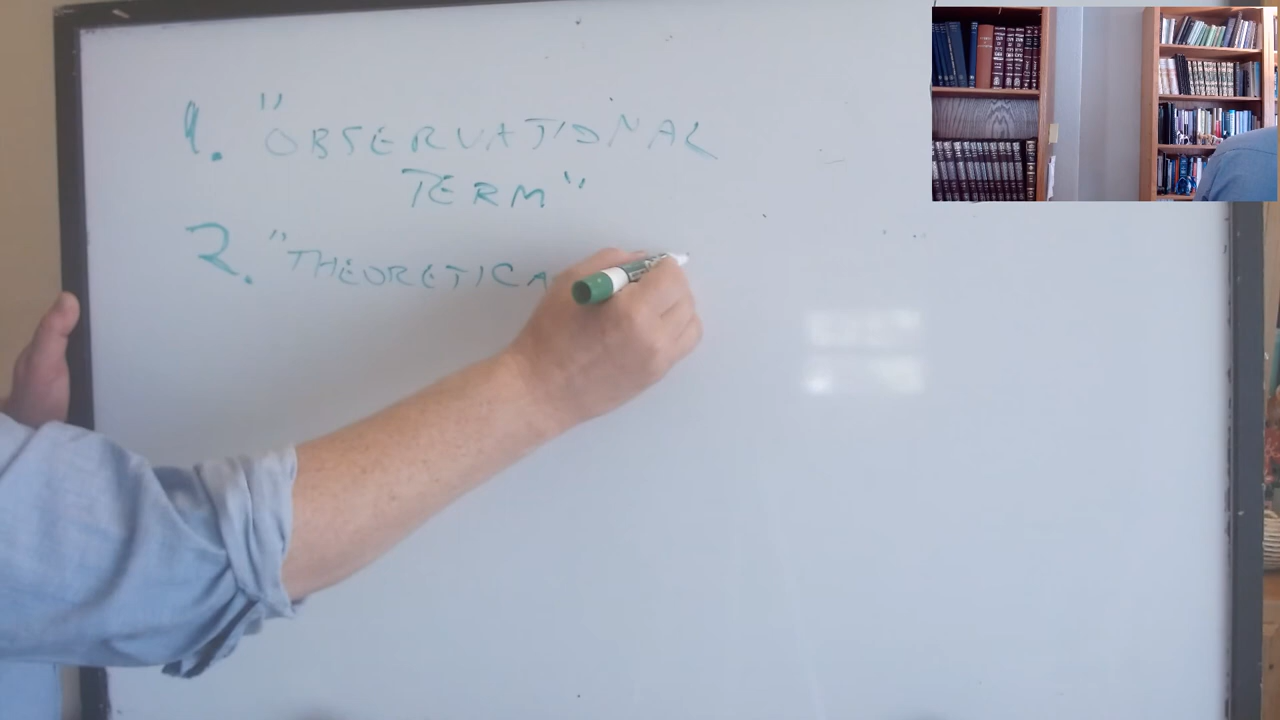 1. "OBSERVATIONAL
TERM"
2. "THEORETICA